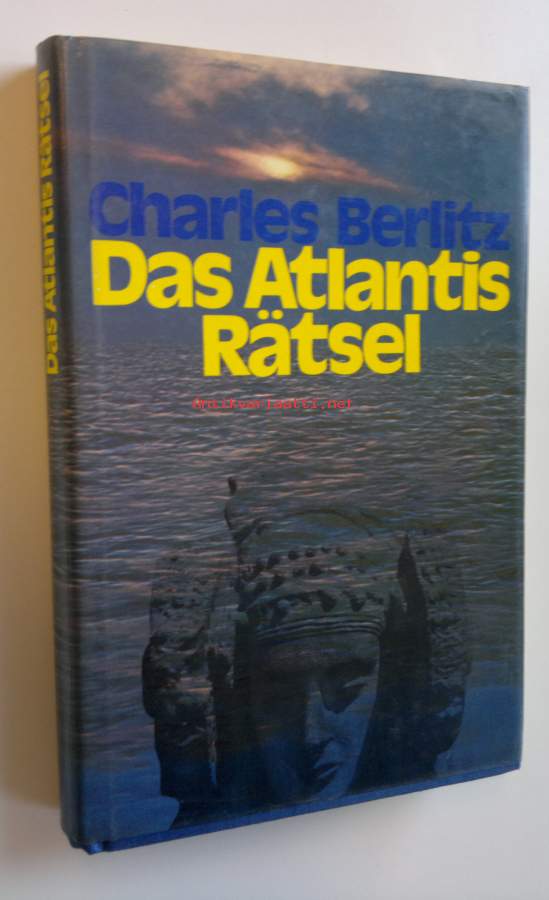 Das Atlantis Rätsel
Charles Berlitz
Das Atlantis
Rätsel
Antikvariaatti.net